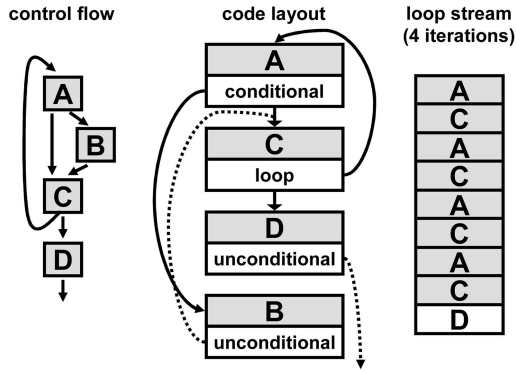 control flow
A
B
C
D
code layout
A
conditional
C
loop
D
unconditional
B
unconditional
loop stream
(4 iterations)
A
C
A
C
A
C
A
C
D